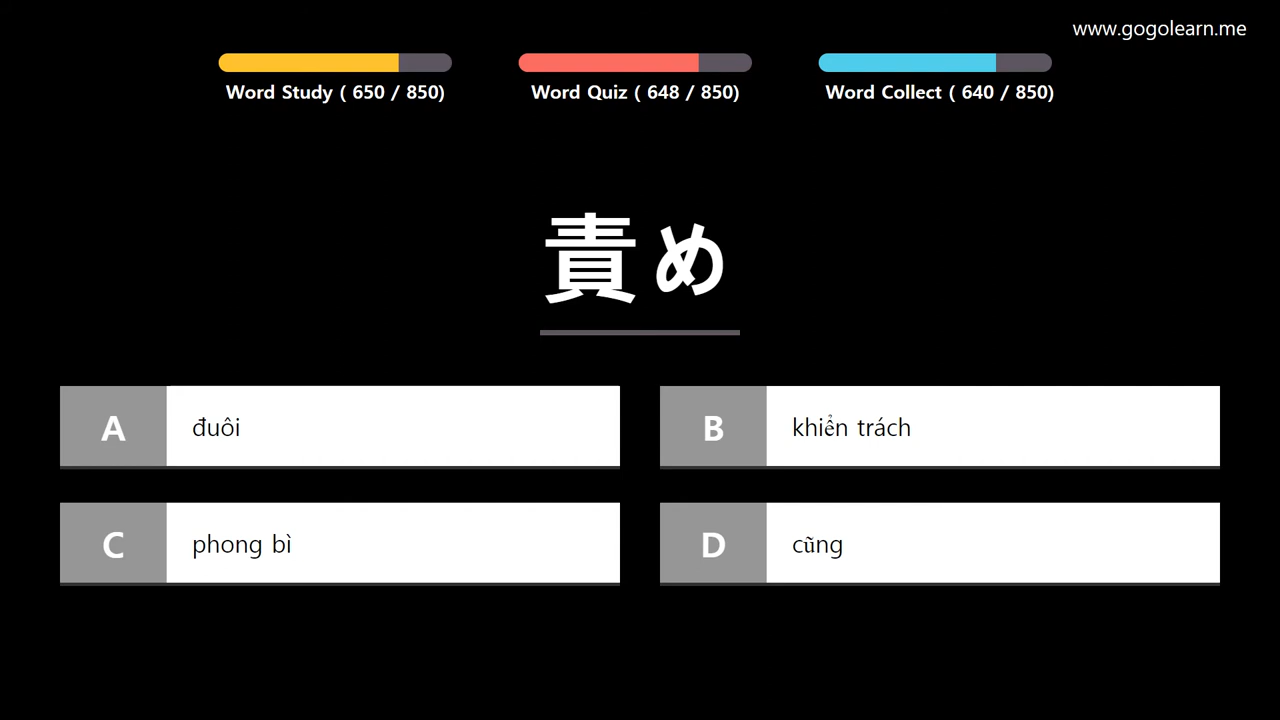 www.gogolearn.me
Word Study ( 650 / 850)
Word Quiz ( 648 / 850)
Word Collect ( 640 / 850)
責め
A đuôi
B khiển trách
C phong bì
D cũng